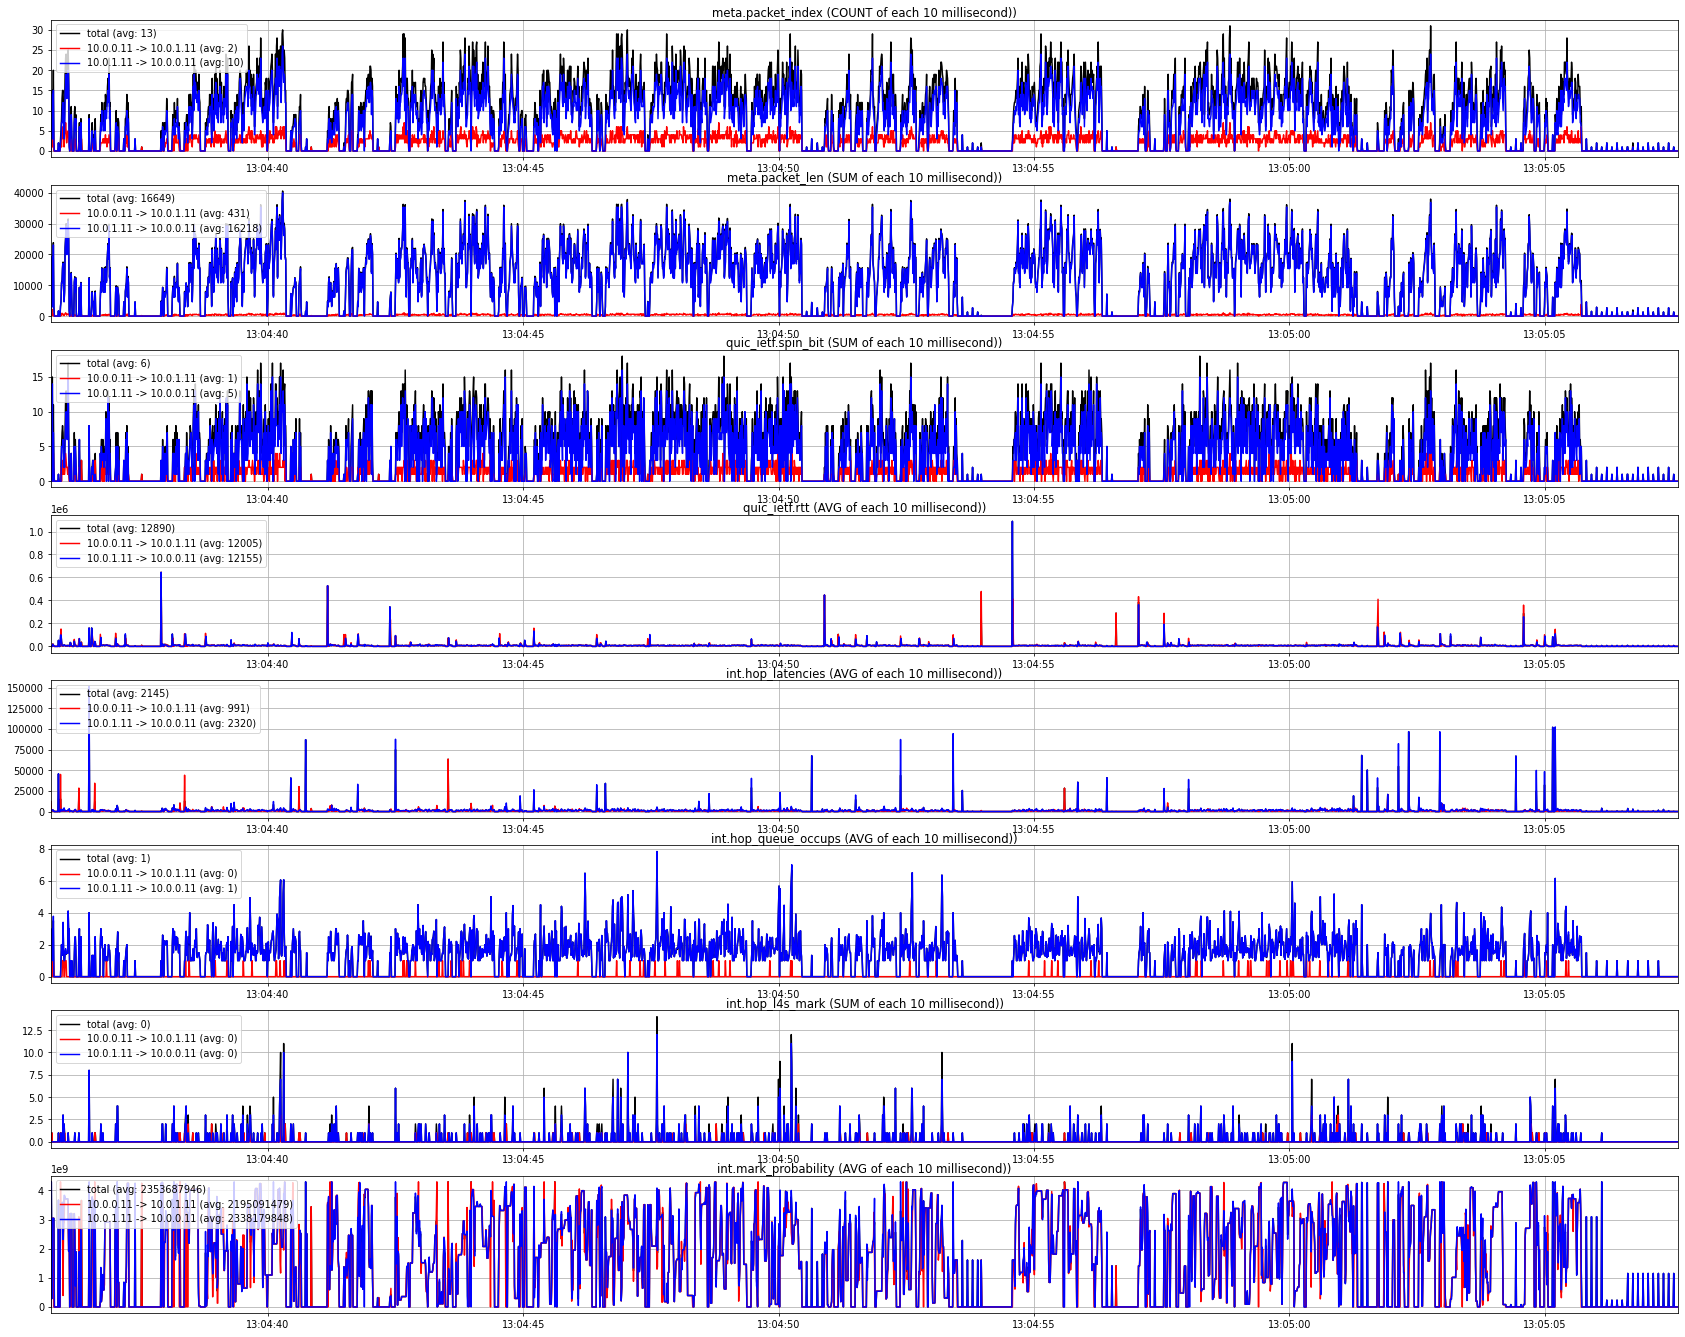 meta.packet_index (COUNT of each 10 millisecond))
30
25
20
15
10
5
0
total (avg: 13)
10.0.0.11 -> 10.0.1.11 (avg: 2)
10.0.1.11 -> 10.0.0.11 (avg: 10)
13:04:40 13:04:45 13:04:50 13:04:55 13:05:00 13:05:05
meta.packet_len (SUM of each 10 millisecond))
40000
30000
20000
10000
0
total (avg: 16649)
10.0.0.11 -> 10.0.1.11 (avg: 431)
10.0.1.11 -> 10.0.0.11 (avg: 16218)
13:04:40 13:04:45 13:04:50 13:04:55 13:05:00 13:05:05
quic_ietf.spin_bit (SUM of each 10 millisecond))
15
10
5
0
total (avg: 6)
10.0.0.11 -> 10.0.1.11 (avg: 1)
10.0.1.11 -> 10.0.0.11 (avg: 5)
13:04:40 13:04:45 13:04:50 13:04:55 13:05:00 13:05:05
quic_ietf.rtt (AVG of each 10 millisecond))
1e6
1.0
0.8
0.6
0.4
0.2
0.0
total (avg: 12890)
10.0.0.11 -> 10.0.1.11 (avg: 12005)
10.0.1.11 -> 10.0.0.11 (avg: 12155)
13:04:40 13:04:45 13:04:50 13:04:55 13:05:00 13:05:05
int.hop_latencies (AVG of each 10 millisecond))
150000
125000
100000
75000
50000
25000
0
total (avg: 2145)
10.0.0.11 -> 10.0.1.11 (avg: 991)
10.0.1.11 -> 10.0.0.11 (avg: 2320)
13:04:40 13:04:45 13:04:50 13:04:55 13:05:00 13:05:05
int.hop_queue_occups (AVG of each 10 millisecond))
8
6
4
2
0
total (avg: 1)
10.0.0.11 -> 10.0.1.11 (avg: 0)
10.0.1.11 -> 10.0.0.11 (avg: 1)
13:04:40 13:04:45 13:04:50 13:04:55 13:05:00 13:05:05
int.hop_l4s_mark (SUM of each 10 millisecond))
12.5
10.0
7.5
5.0
2.5
0.0
total (avg: 0)
10.0.0.11 -> 10.0.1.11 (avg: 0)
10.0.1.11 -> 10.0.0.11 (avg: 0)
13:04:40 13:04:45 13:04:50 13:04:55 13:05:00 13:05:05
int.mark_probability (AVG of each 10 millisecond))
1e9
4
3
2
1
0
total (avg: 2353687946)
10.0.0.11 -> 10.0.1.11 (avg: 2195091479)
10.0.1.11 -> 10.0.0.11 (avg: 2338179848)
13:04:40 13:04:45 13:04:50 13:04:55 13:05:00 13:05:05